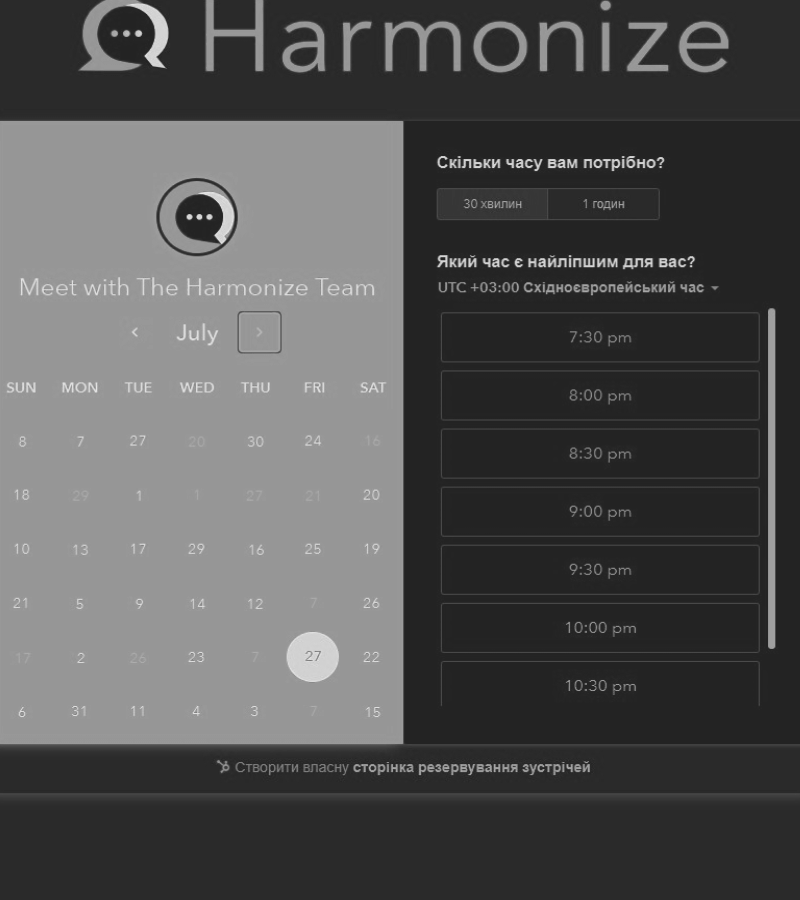 Harmonize
Meet with The Harmonize Team
July
SUN MON TUE WED THU FRI SAT
8 7 27 20 30 24 16
18 29 1 1 27 21 20
10 13 17 29 16 25 19
21 5 9 14 12 7 26
17 2 26 23 7 27 22
6 31 11 4 3 7 15
Скільки часу вам потрібно?
30 хвилин 1 годин
Який час є найліпшим для вас?
UTC +03:00 Східноєвропейський час
7:30 pm
8:00 pm
8:30 pm
9:00 pm
9:30 pm
10:00 pm
10:30 pm
Створити власну сторінка резервування зустрічей